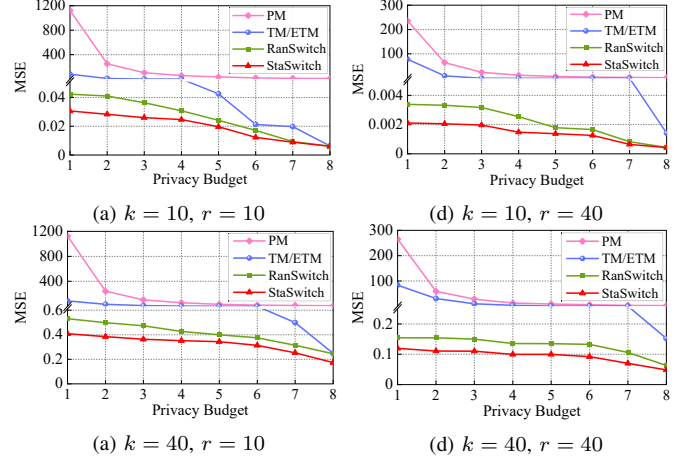 1200
400
0.04
0.02
0
MSE
PM
TM/ETM
RanSwitch
StaSwitch
1 2 3 4 5 6 7 8
Privacy Budget
(a) k = 10, r = 10
300
200
100
0.004
0.002
0
MSE
PM
TM/ETM
RanSwitch
StaSwitch
1 2 3 4 5 6 7 8
Privacy Budget
(d) k = 10, r = 40
1200
400
0.6
0.4
0.2
0
MSE
PM
TM/ETM
RanSwitch
StaSwitch
1 2 3 4 5 6 7 8
Privacy Budget
(a) k = 40, r = 10
300
200
100
0.2
0.1
0
MSE
PM
TM/ETM
RanSwitch
StaSwitch
1 2 3 4 5 6 7 8
Privacy Budget
(d) k = 40, r = 40